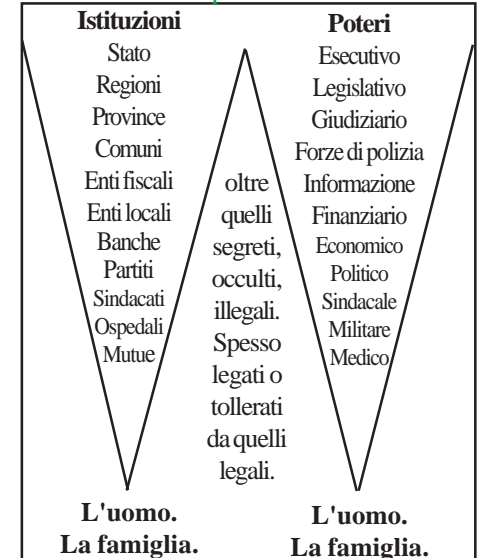 Istituzioni
Stato
Regioni
Province
Comuni
Enti fiscali
Enti locali
Banche
Partiti
Sindacati
Ospedali
Mutue
L'uomo.
La famiglia.
oltre
quelli
segreti,
occulti,
illegali.
Spesso
legati o
tollerati
da quelli
legali.
Poteri
Esecutivo
Legislativo
Giudiziario
Forze di polizia
Informazione
Finanziario
Economico
Politico
Sindacale
Militare
Medico
L'uomo.
La famiglia.